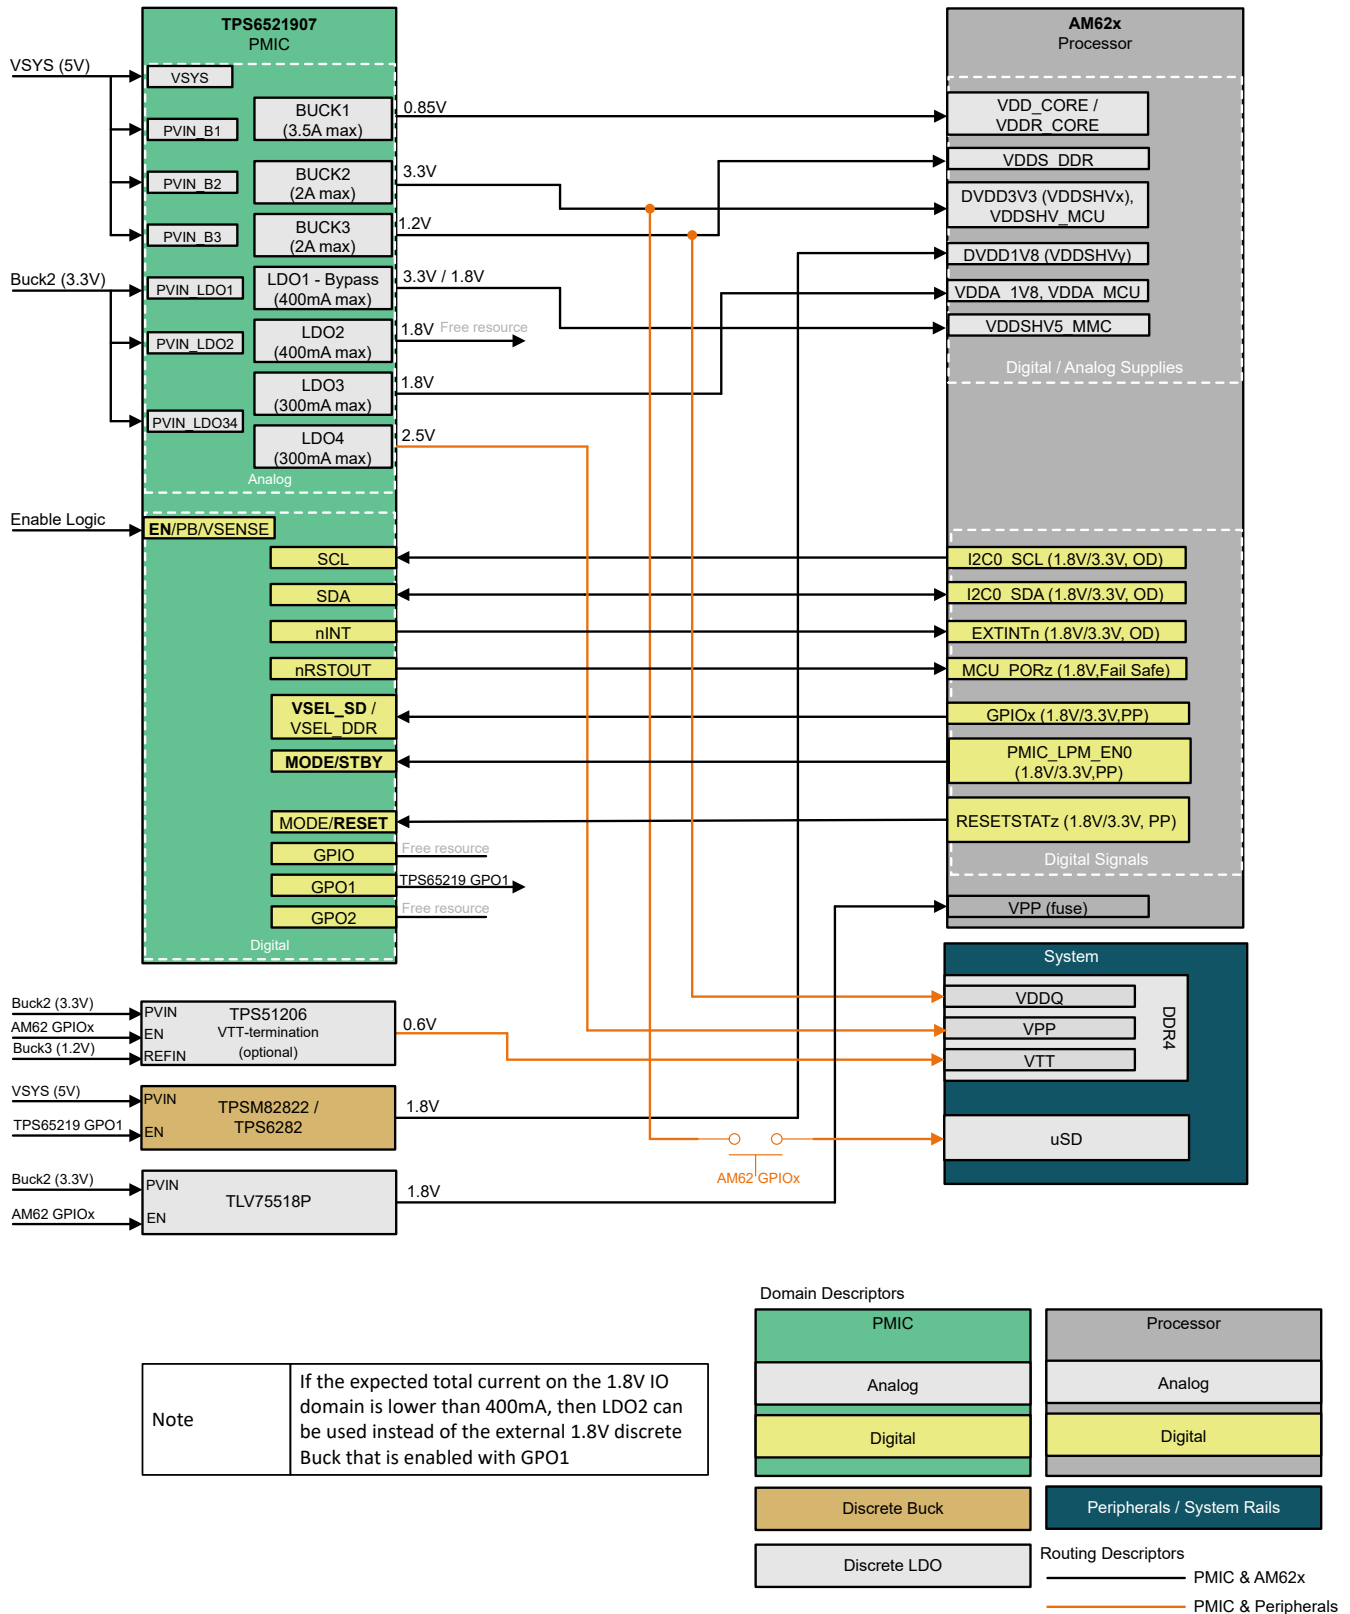 TPS6521907
PMIC
VSYS (5V)
VSYS
PVIN_B1
PVIN_B2
PVIN_B3
Buck2 (3.3V)
PVIN_LDO1
PVIN_LDO2
PVIN_LDO34
BUCK1
(3.5A max)
0.85V
BUCK2
(2A max)
3.3V
BUCK3
(2A max)
1.2V
LDO1 - Bypass
(400mA max)
3.3V / 1.8V
LDO2
(400mA max)
1.8V
Free resource
LDO3
(300mA max)
1.8V
LDO4
(300mA max)
2.5V
Analog
Enable Logic
EN/PB/VSENSE
SCL
SDA
nINT
nRSTOUT
VSEL_SD /
VSEL_DDR
MODE/STBY
MODE/RESET
GPIO
Free resource
GPO1
TPS65219 GPO1
GPO2
Free resource
Digital
AM62x
Processor
VDD_CORE /
VDDR_CORE
VDDS_DDR
DVDD3V3 (VDDSHVx),
VDDSHV_MCU
DVDD1V8 (VDDSHVy)
VDDA_1V8, VDDA_MCU
VDDSHV5_MMC
Digital / Analog Supplies
I2C0_SCL (1.8V/3.3V, OD)
I2C0_SDA (1.8V/3.3V, OD)
EXTINTn (1.8V/3.3V, OD)
MCU_PORz (1.8V,Fail Safe)
GPIOx (1.8V/3.3V,PP)
PMIC_LPM_EN0
(1.8V/3.3V,PP)
RESETSTATz (1.8V/3.3V, PP)
Digital Signals
VPP (fuse)
System
VDDQ
VPP
VTT
DDR4
uSD
Buck2 (3.3V)
AM62 GPIOx
Buck3 (1.2V)
PVIN
EN
REFIN
TPS51206
VTT-termination
(optional)
0.6V
VSYS (5V)
TPS65219 GPO1
PVIN
EN
TPSM82822 /
TPS6282
1.8V
AM62 GPIOx
Buck2 (3.3V)
AM62 GPIOx
PVIN
EN
TLV75518P
1.8V
Note
If the expected total current on the 1.8V IO
domain is lower than 400mA, then LDO2 can
be used instead of the external 1.8V discrete
Buck that is enabled with GPO1
Domain Descriptors
PMIC
Analog
Digital
Processor
Analog
Digital
Discrete Buck
Peripherals / System Rails
Discrete LDO
Routing Descriptors
PMIC & AM62x
PMIC & Peripherals